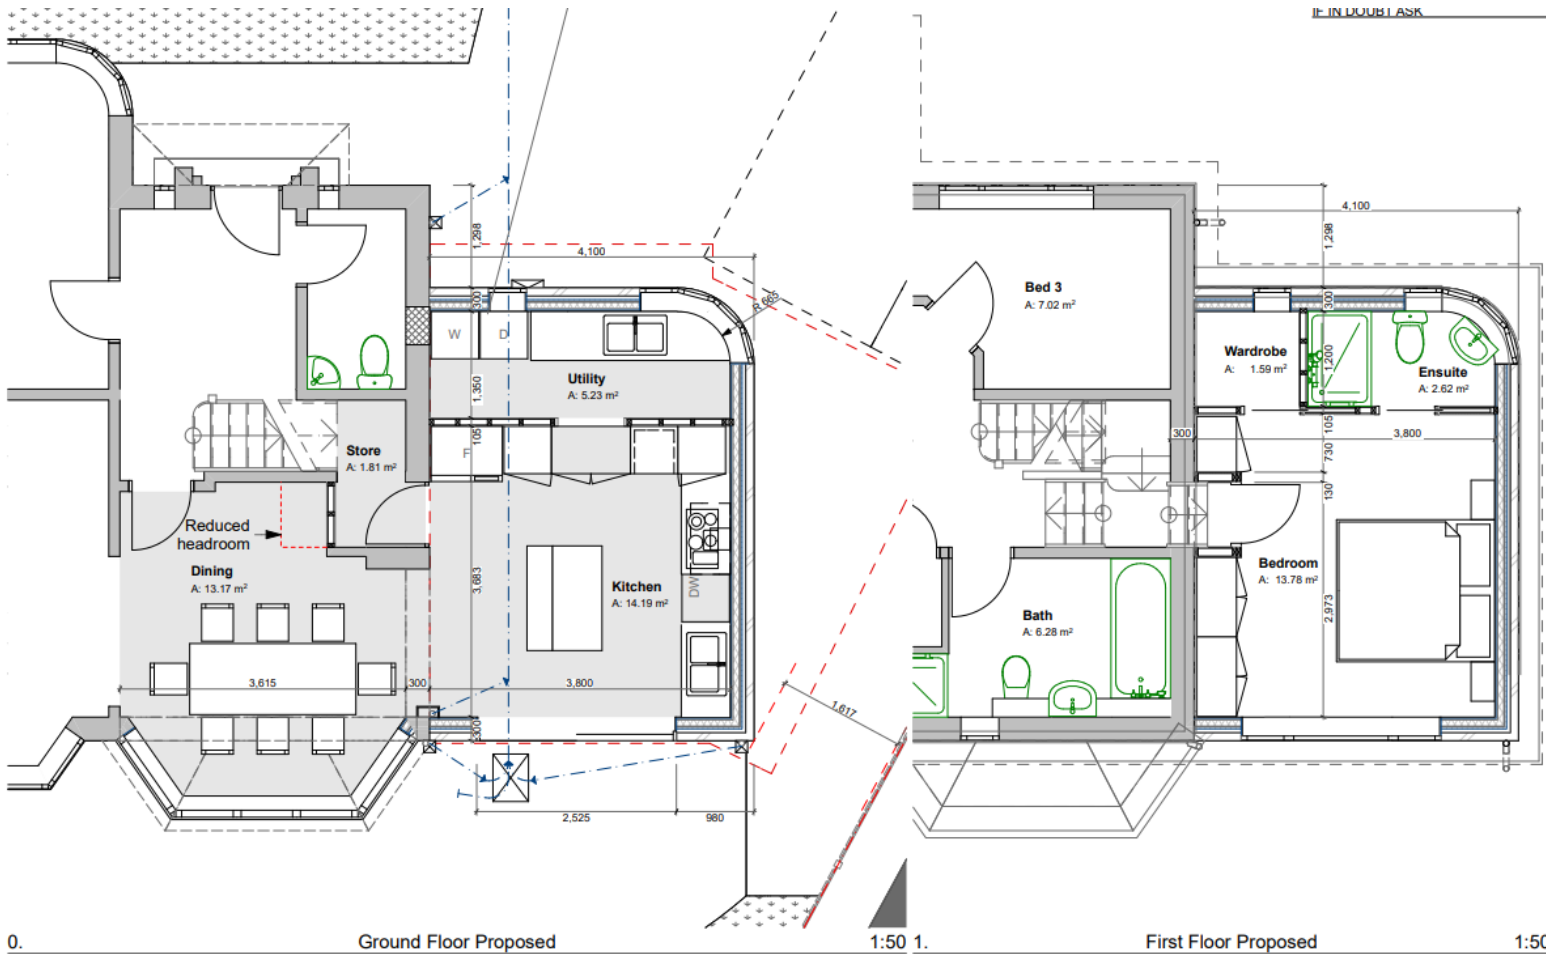 IF IN DOUBT ASK
4,100
1,298
300
R 665
W
D
Utility
A: 5.23 m²
1,350
105
F
Store
A: 1.81 m²
Reduced
headroom
Dining
A: 13.17 m²
Kitchen
A: 14.19 m²
DW
3,683
3,615
300
3,800
300
2,525
980
1,617
0.
Ground Floor Proposed
1:50
4,100
1,298
300
Bed 3
A: 7.02 m²
Wardrobe
A: 1.59 m²
1,200
Ensuite
A: 2.62 m²
300
105
3,800
730
130
Bedroom
A: 13.78 m²
2,973
Bath
A: 6.28 m²
1.
First Floor Proposed
1:50